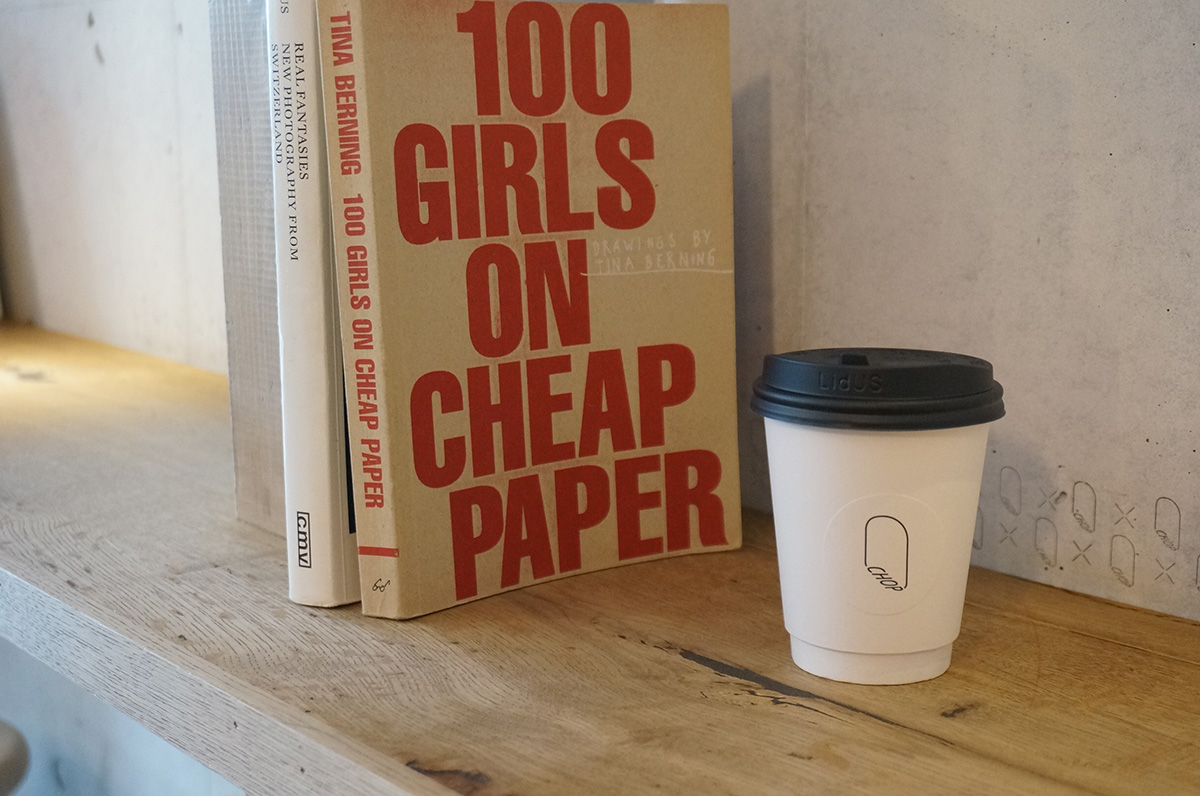 US
REAL FANTASIES
NEW PHOTOGRAPHY FROM
SWITZERLAND
cmv
TINA BERNING 100 GIRLS ON CHEAP PAPER
100
GIRLS
ON
CHEAP
PAPER
DRAWINGS BY
TINA BERNING
LidUS
CHOP